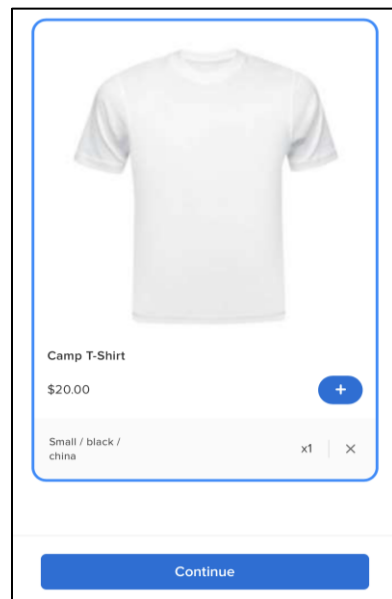 Camp T-Shirt
$20.00
+
Small / black /
china
x1
Continue